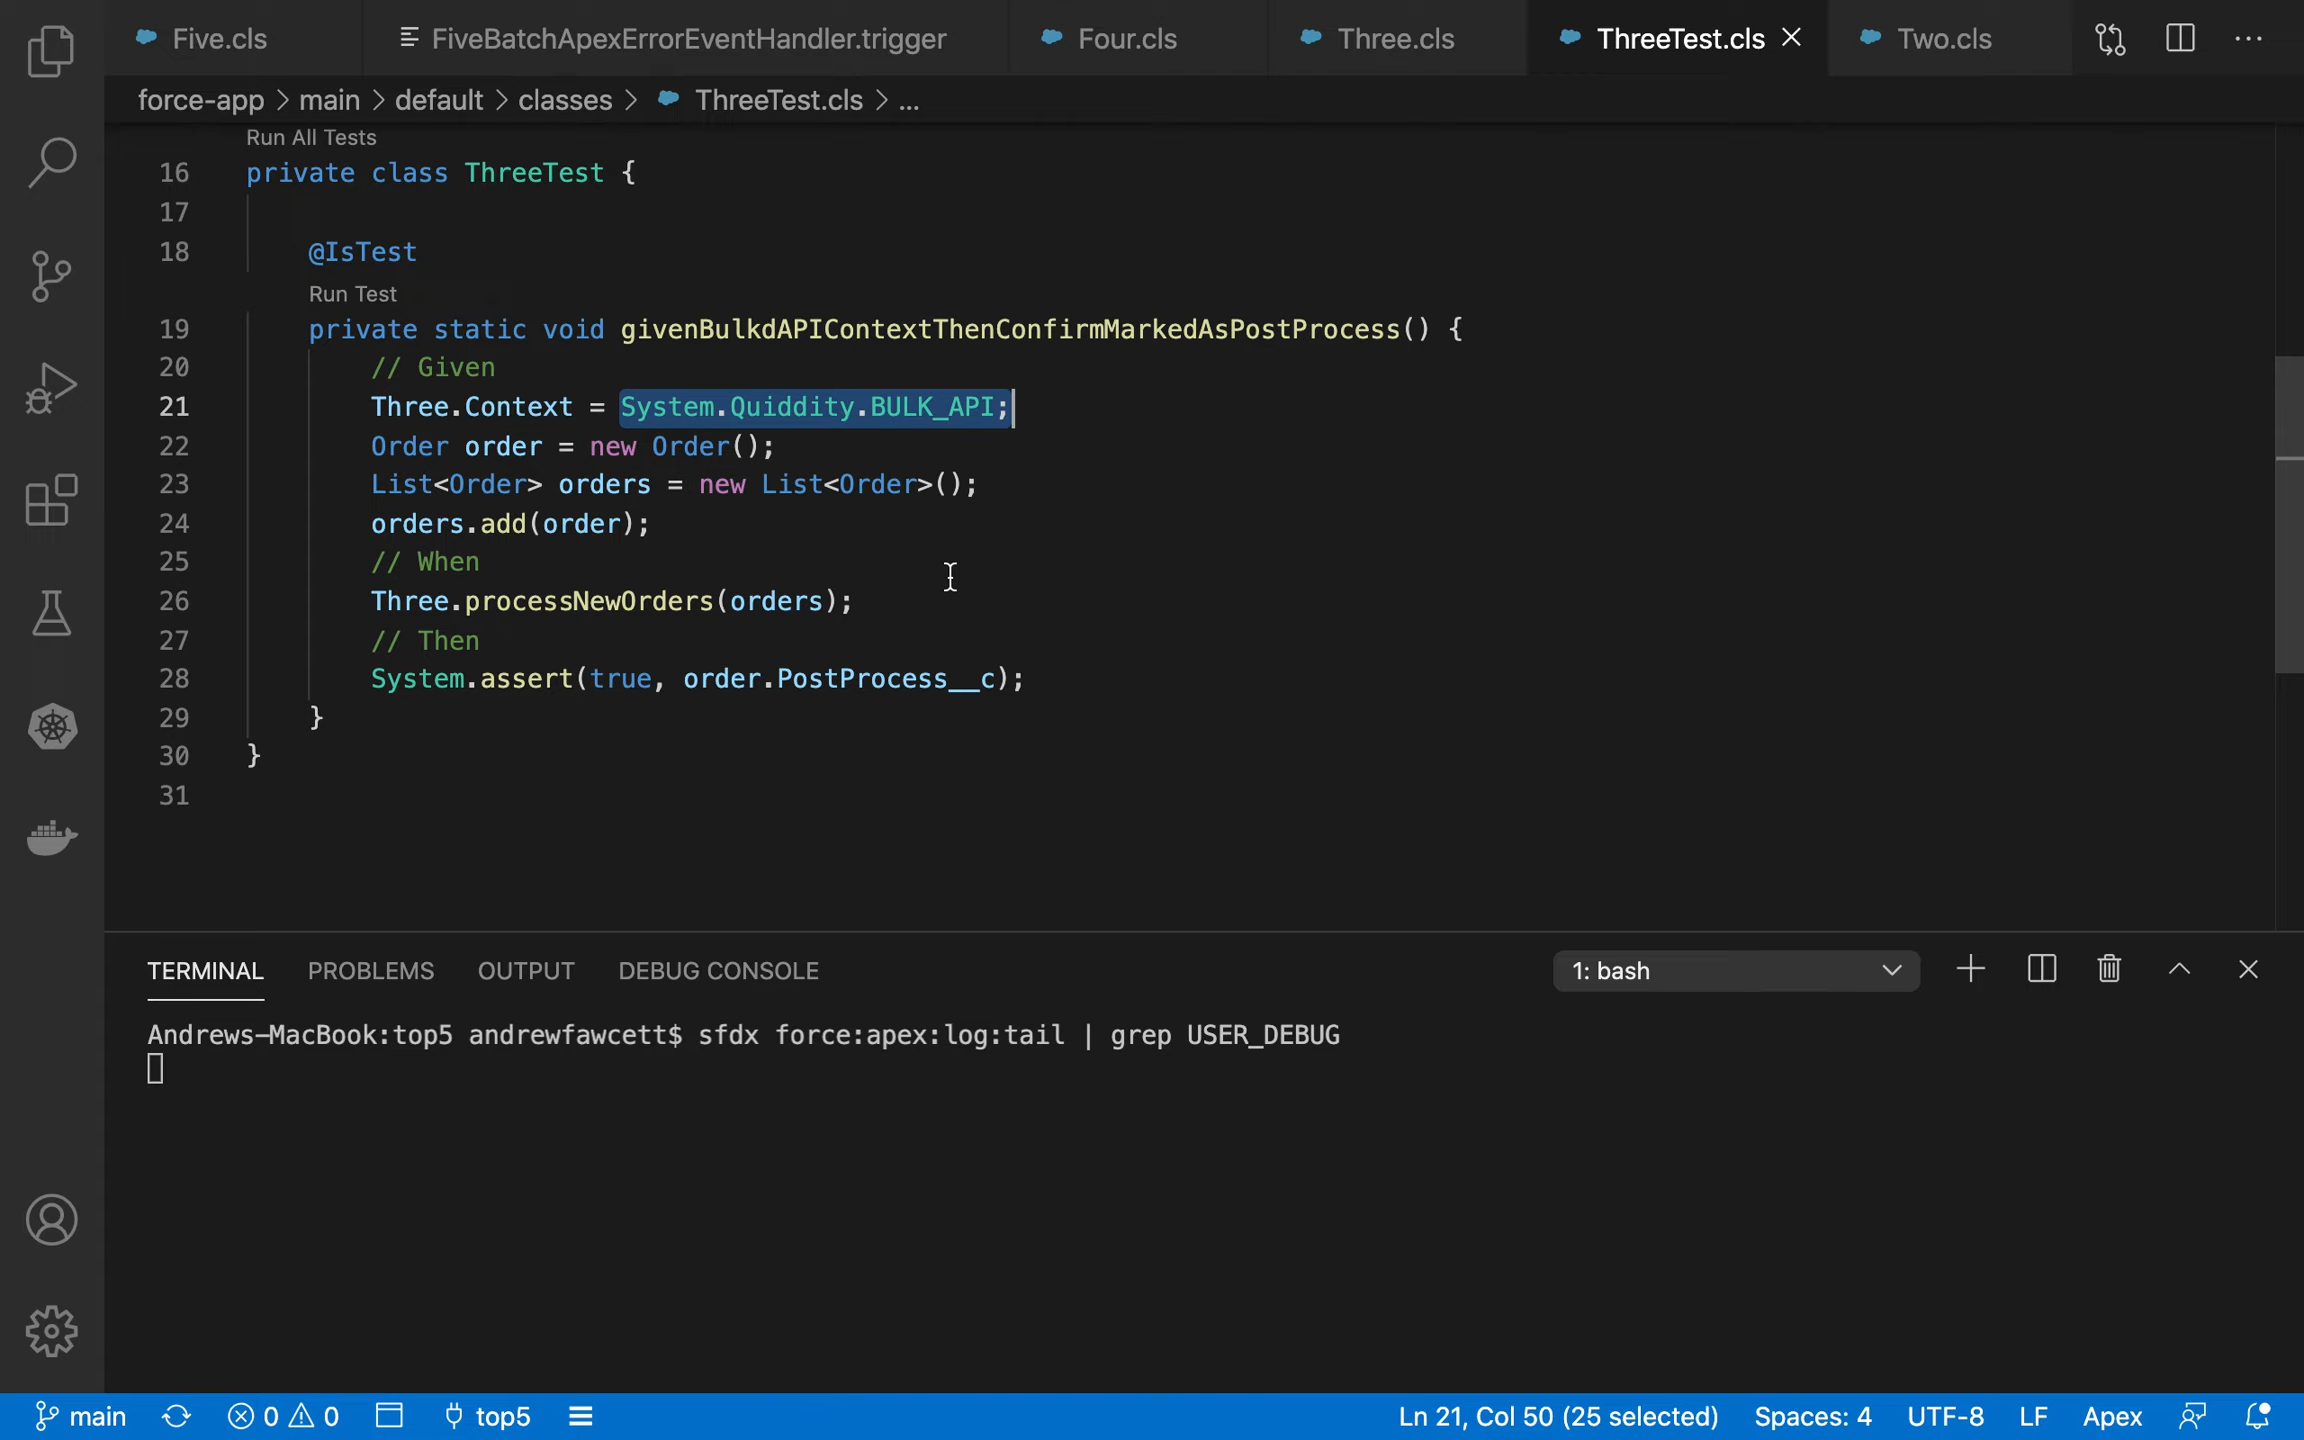 Five.cls FiveBatchApexErrorEventHandler.trigger Four.cls Three.cls ThreeTest.cls Two.cls
force-app > main > default > classes > ThreeTest.cls > ...
Run All Tests
16 private class ThreeTest {
17
18 @IsTest
Run Test
19 private static void givenBulkdAPIContextThenConfirmMarkedAsPostProcess() {
20 // Given
21 Three.Context = System.Quiddity.BULK_API;
22 Order order = new Order();
23 List<Order> orders = new List<Order>();
24 orders.add(order);
25 // When
26 Three.processNewOrders(orders);
27 // Then
28 System.assert(true, order.PostProcess__c);
29 }
30 }
31
TERMINAL PROBLEMS OUTPUT DEBUG CONSOLE 1: bash
Andrews-MacBook:top5 andrewfawcett$ sfdx force:apex:log:tail | grep USER_DEBUG
main 0 0 top5 Ln 21, Col 50 (25 selected) Spaces: 4 UTF-8 LF Apex